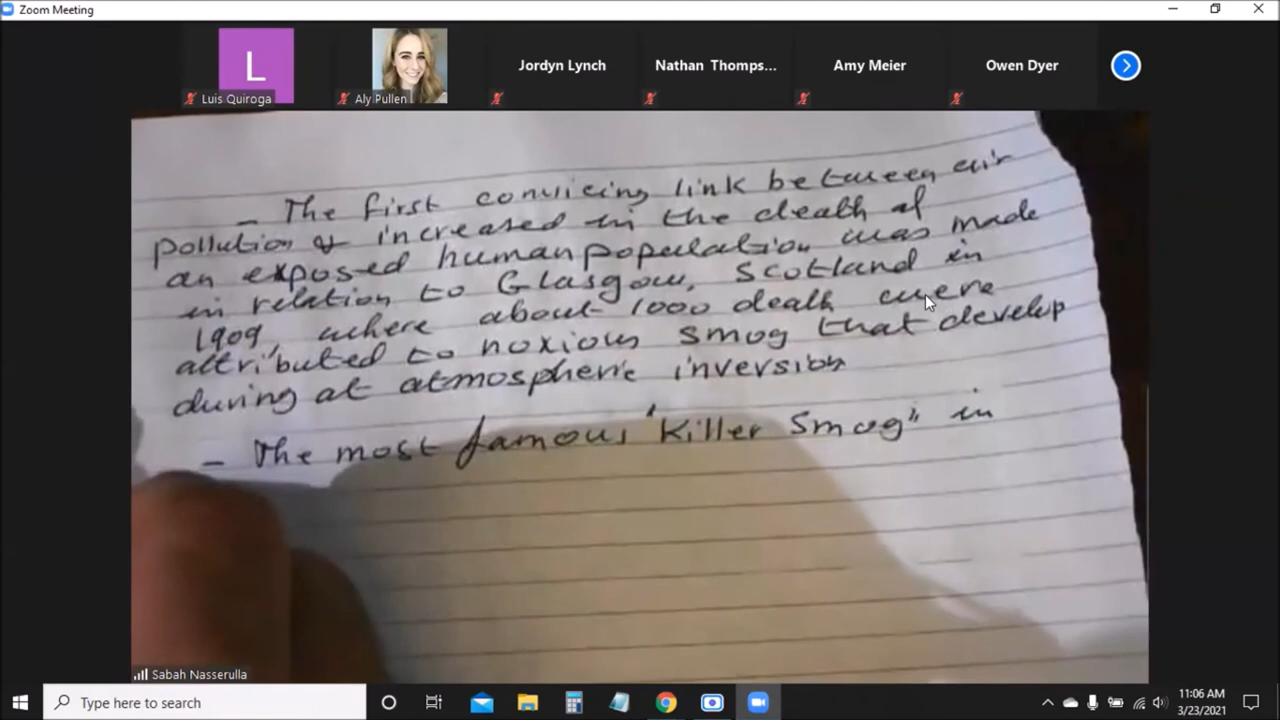 Zoom Meeting
L
Luis Quiroga
Aly Pullen
Jordyn Lynch
Nathan Thomps...
Amy Meier
Owen Dyer
- The first convicing link between air
pollution & increased in the death of
an exposed human population was made
in relation to Glasgow, Scotland in
1909, where about 1000 death were
attributed to noxious smog that develop
during at atmospheric inversion
- The most famous "Killer Smog" in
Sabah Nasserulla
Type here to search
11:06 AM
3/23/2021